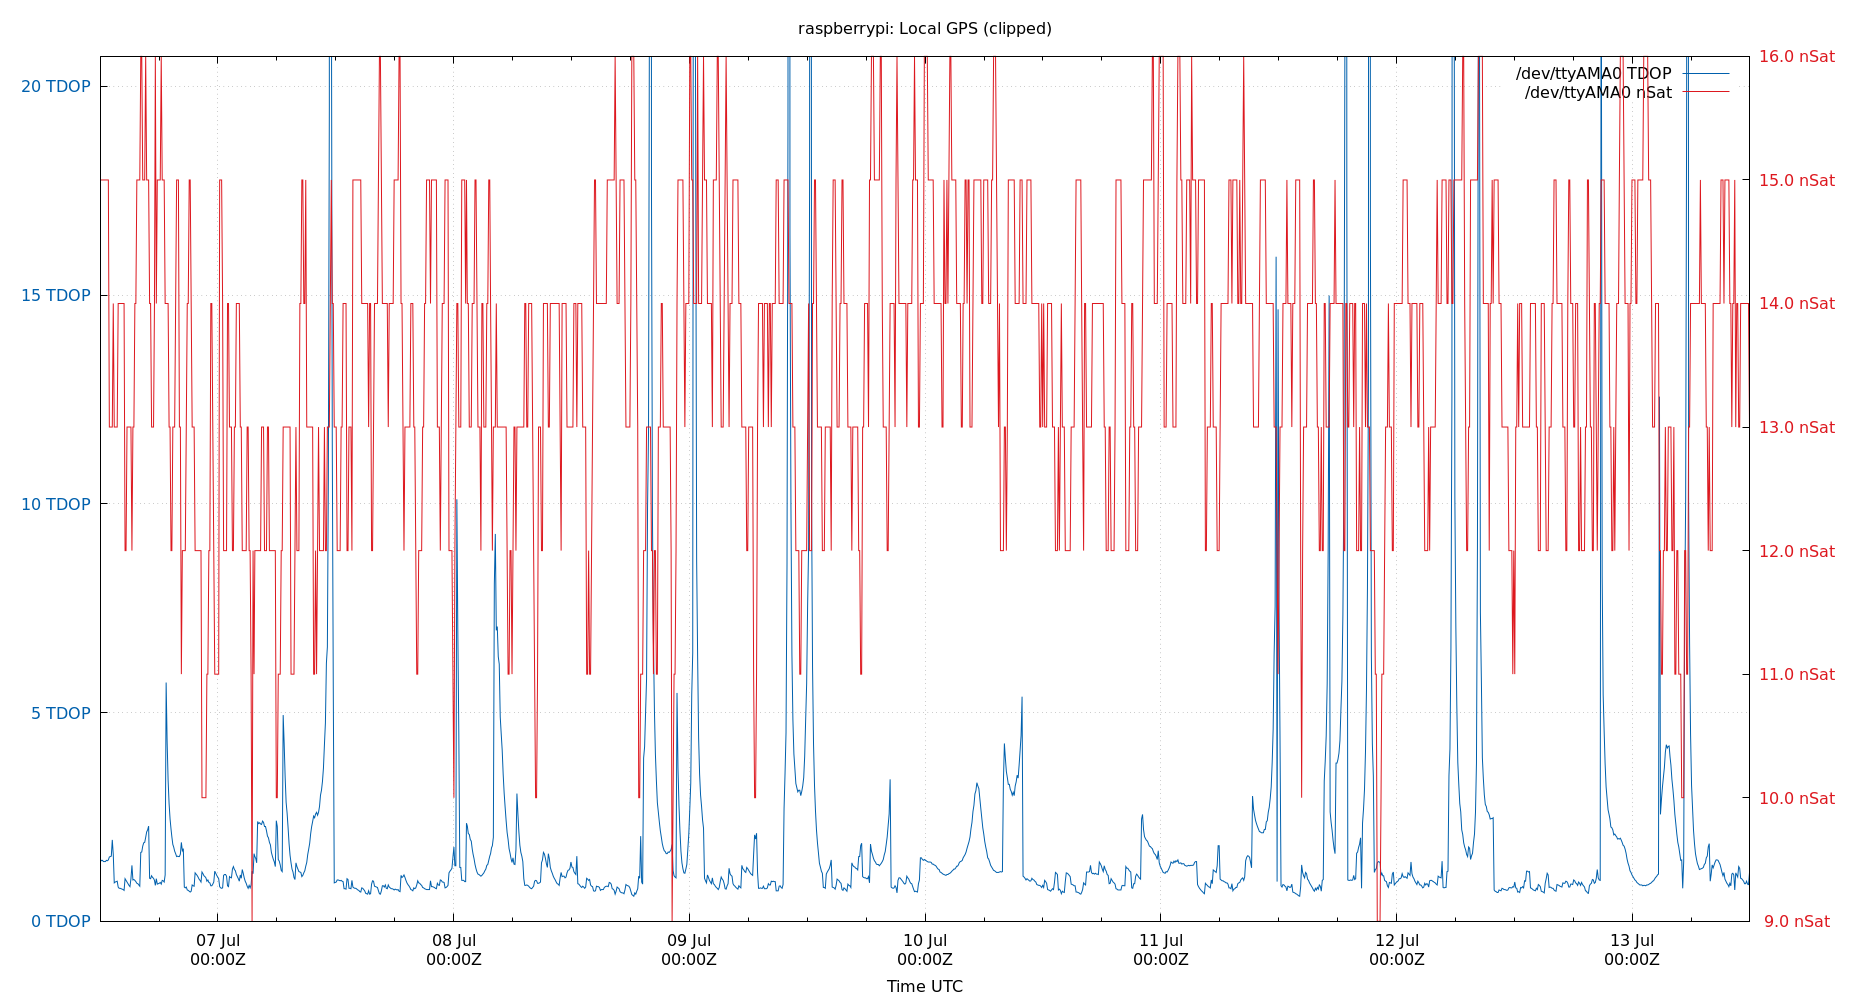 raspberrypi: Local GPS (clipped)
20 TDOP
15 TDOP
10 TDOP
5 TDOP
0 TDOP
16.0 nSat
15.0 nSat
14.0 nSat
13.0 nSat
12.0 nSat
11.0 nSat
10.0 nSat
9.0 nSat
/dev/ttyAMA0 TDOP
/dev/ttyAMA0 nSat
07 Jul
00:00Z
08 Jul
00:00Z
09 Jul
00:00Z
10 Jul
00:00Z
11 Jul
00:00Z
12 Jul
00:00Z
13 Jul
00:00Z
Time UTC